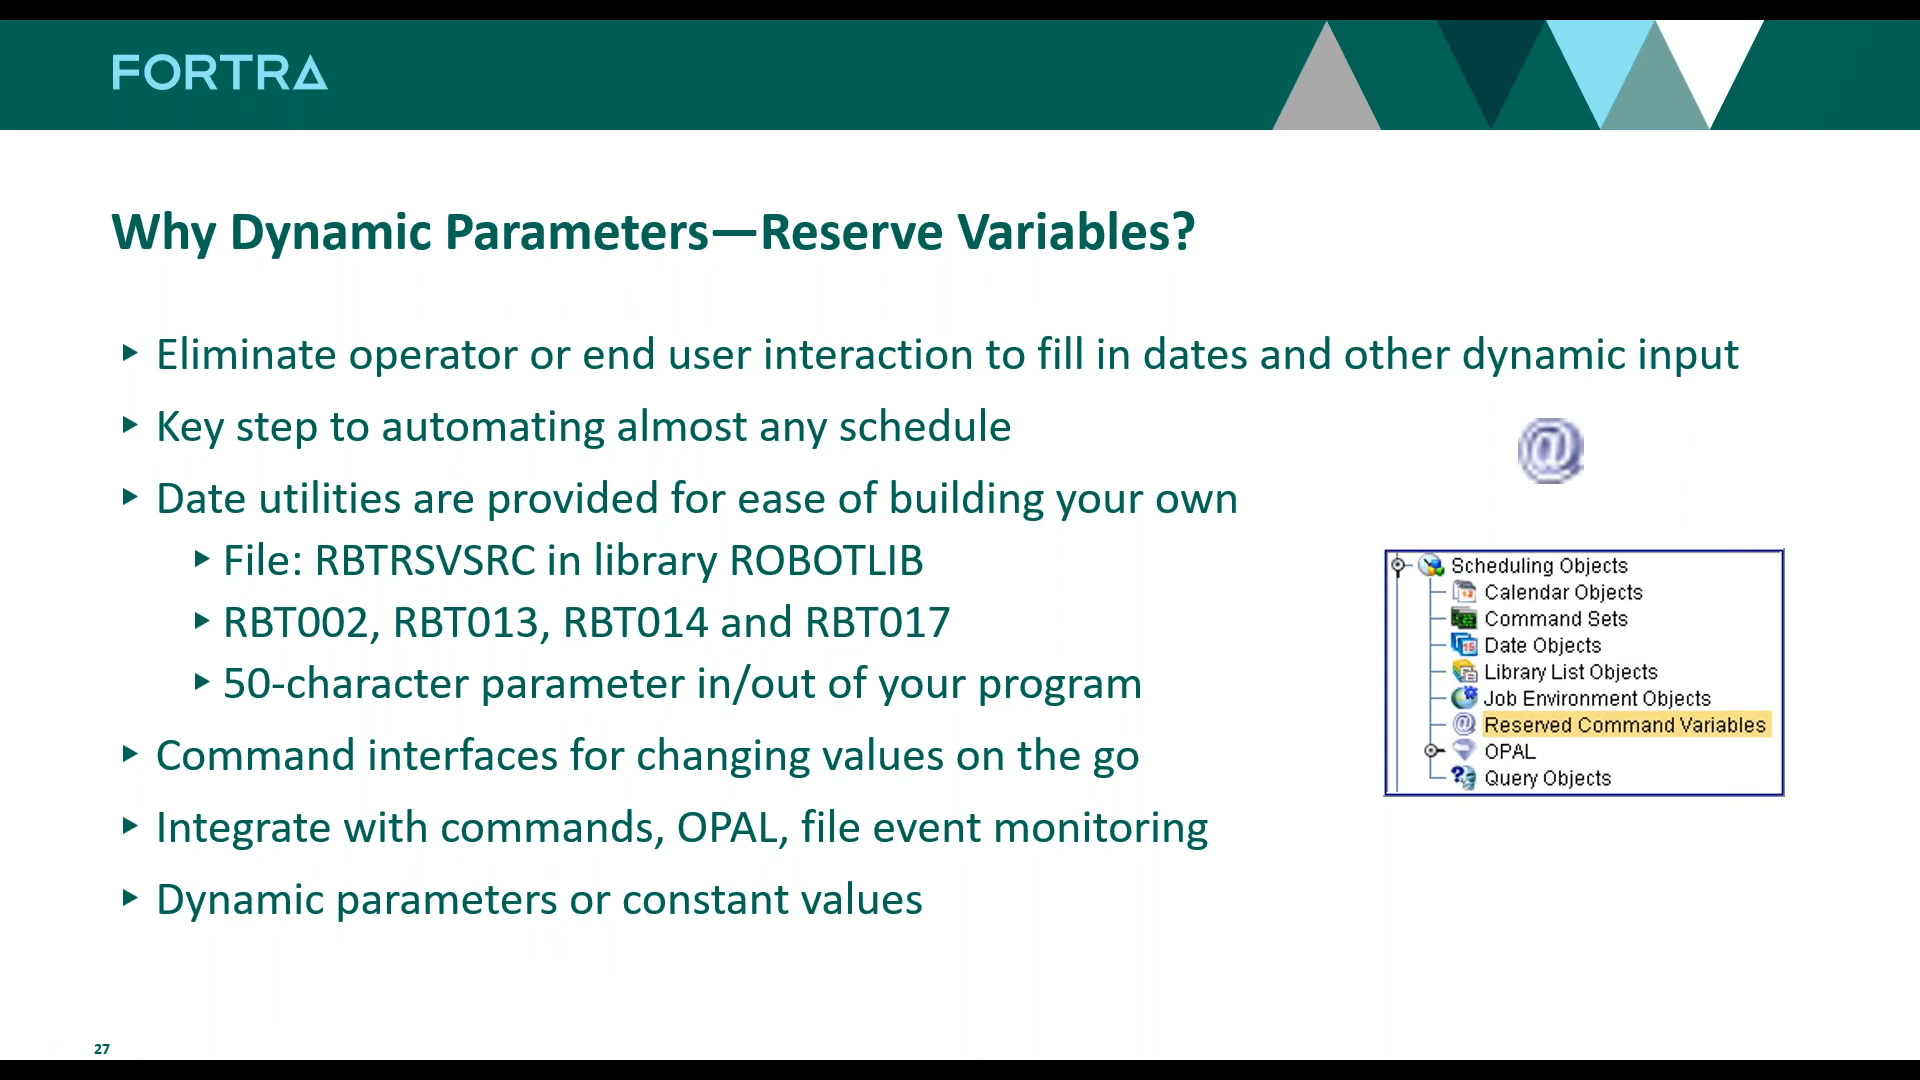 FORTRA
Why Dynamic Parameters—Reserve Variables?
Eliminate operator or end user interaction to fill in dates and other dynamic input
Key step to automating almost any schedule
Date utilities are provided for ease of building your own
File: RBTRSVSRC in library ROBOTLIB
RBT002, RBT013, RBT014 and RBT017
50-character parameter in/out of your program
Command interfaces for changing values on the go
Integrate with commands, OPAL, file event monitoring
Dynamic parameters or constant values
@
Scheduling Objects
Calendar Objects
Command Sets
Date Objects
Library List Objects
Job Environment Objects
@ Reserved Command Variables
OPAL
Query Objects
27